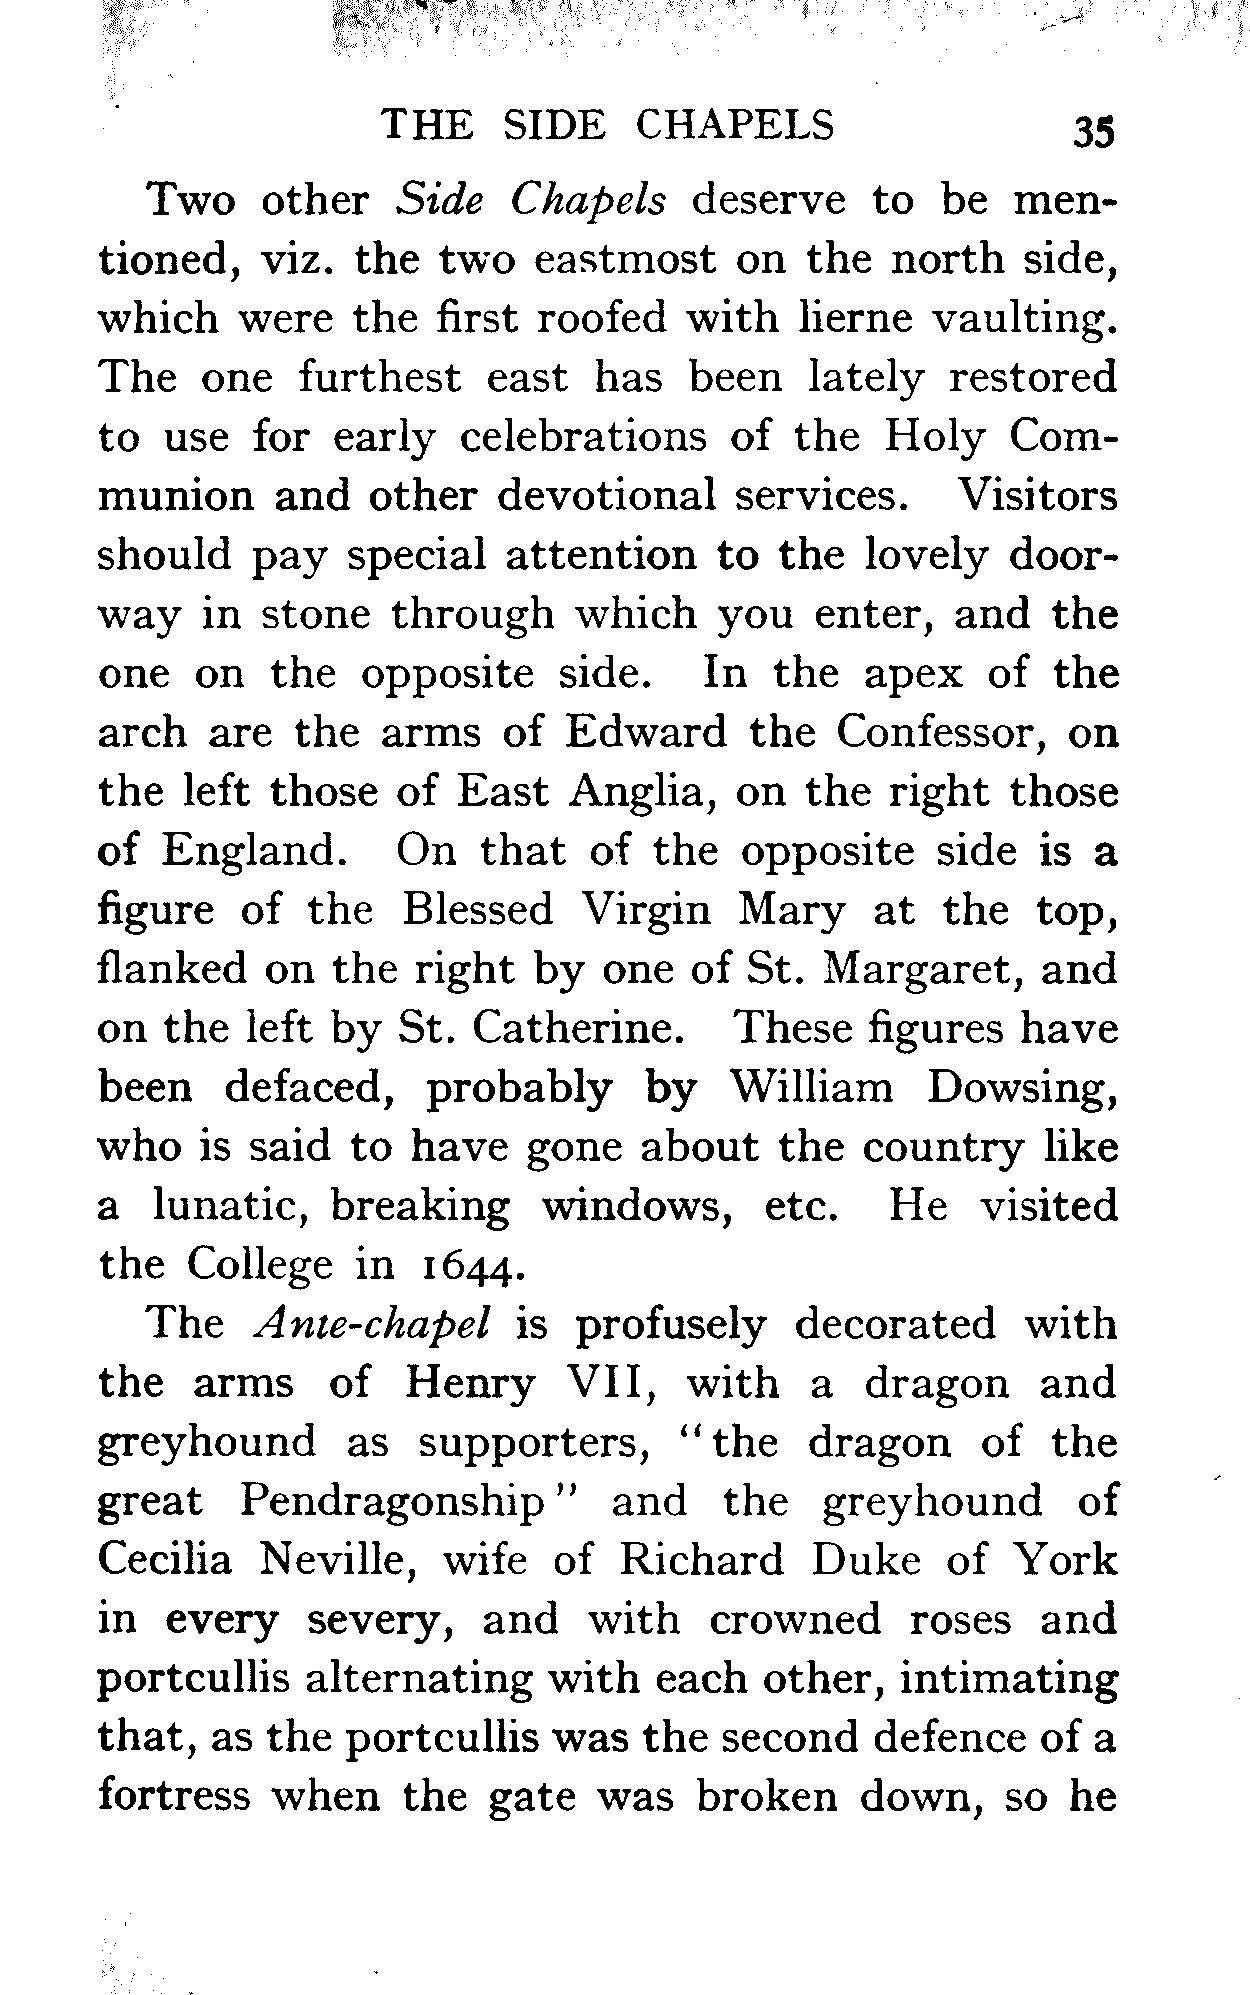 THE SIDE CHAPELS 35
Two other Side Chapels deserve to be men-
tioned, viz. the two eastmost on the north side,
which were the first roofed with lierne vaulting.
The one furthest east has been lately restored
to use for early celebrations of the Holy Com-
munion and other devotional services. Visitors
should pay special attention to the lovely door-
way in stone through which you enter, and the
one on the opposite side. In the apex of the
arch are the arms of Edward the Confessor, on
the left those of East Anglia, on the right those
of England. On that of the opposite side is a
figure of the Blessed Virgin Mary at the top,
flanked on the right by one of St. Margaret, and
on the left by St. Catherine. These figures have
been defaced, probably by William Dowsing,
who is said to have gone about the country like
a lunatic, breaking windows, etc. He visited
the College in 1644.
The Ante-chapel is profusely decorated with
the arms of Henry VII, with a dragon and
greyhound as supporters, “the dragon of the
great Pendragonship” and the greyhound of
Cecilia Neville, wife of Richard Duke of York
in every severy, and with crowned roses and
portcullis alternating with each other, intimating
that, as the portcullis was the second defence of a
fortress when the gate was broken down, so he